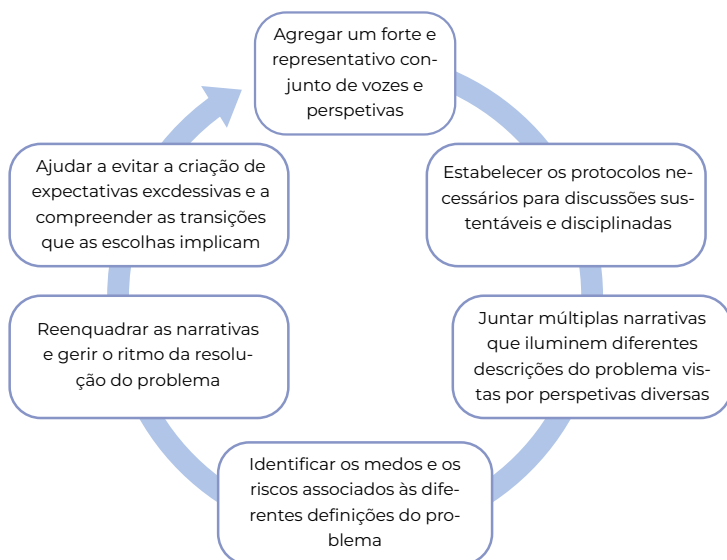 Agregar um forte e
representativo con-
junto de vozes e
perspetivas
Estabelecer os protocolos ne-
cessários para discussões sus-
tentáveis e disciplinadas
Juntar múltiplas narrativas
que iluminem diferentes
descrições do problema vis-
tas por perspetivas diversas
Identificar os medos e os
riscos associados às dife-
rentes definições do pro-
blema
Reenquadrar as narrativas
e gerir o ritmo da resolu-
ção do problema
Ajudar a evitar a criação de
expectativas excdessivas e a
compreender as transições
que as escolhas implicam